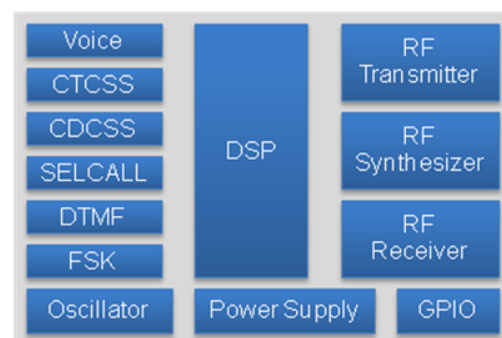 Voice
CTCSS
CDCSS
SELCALL
DTMF
FSK
DSP
RF
Transmitter
RF
Synthesizer
RF
Receiver
Oscillator
Power Supply
GPIO